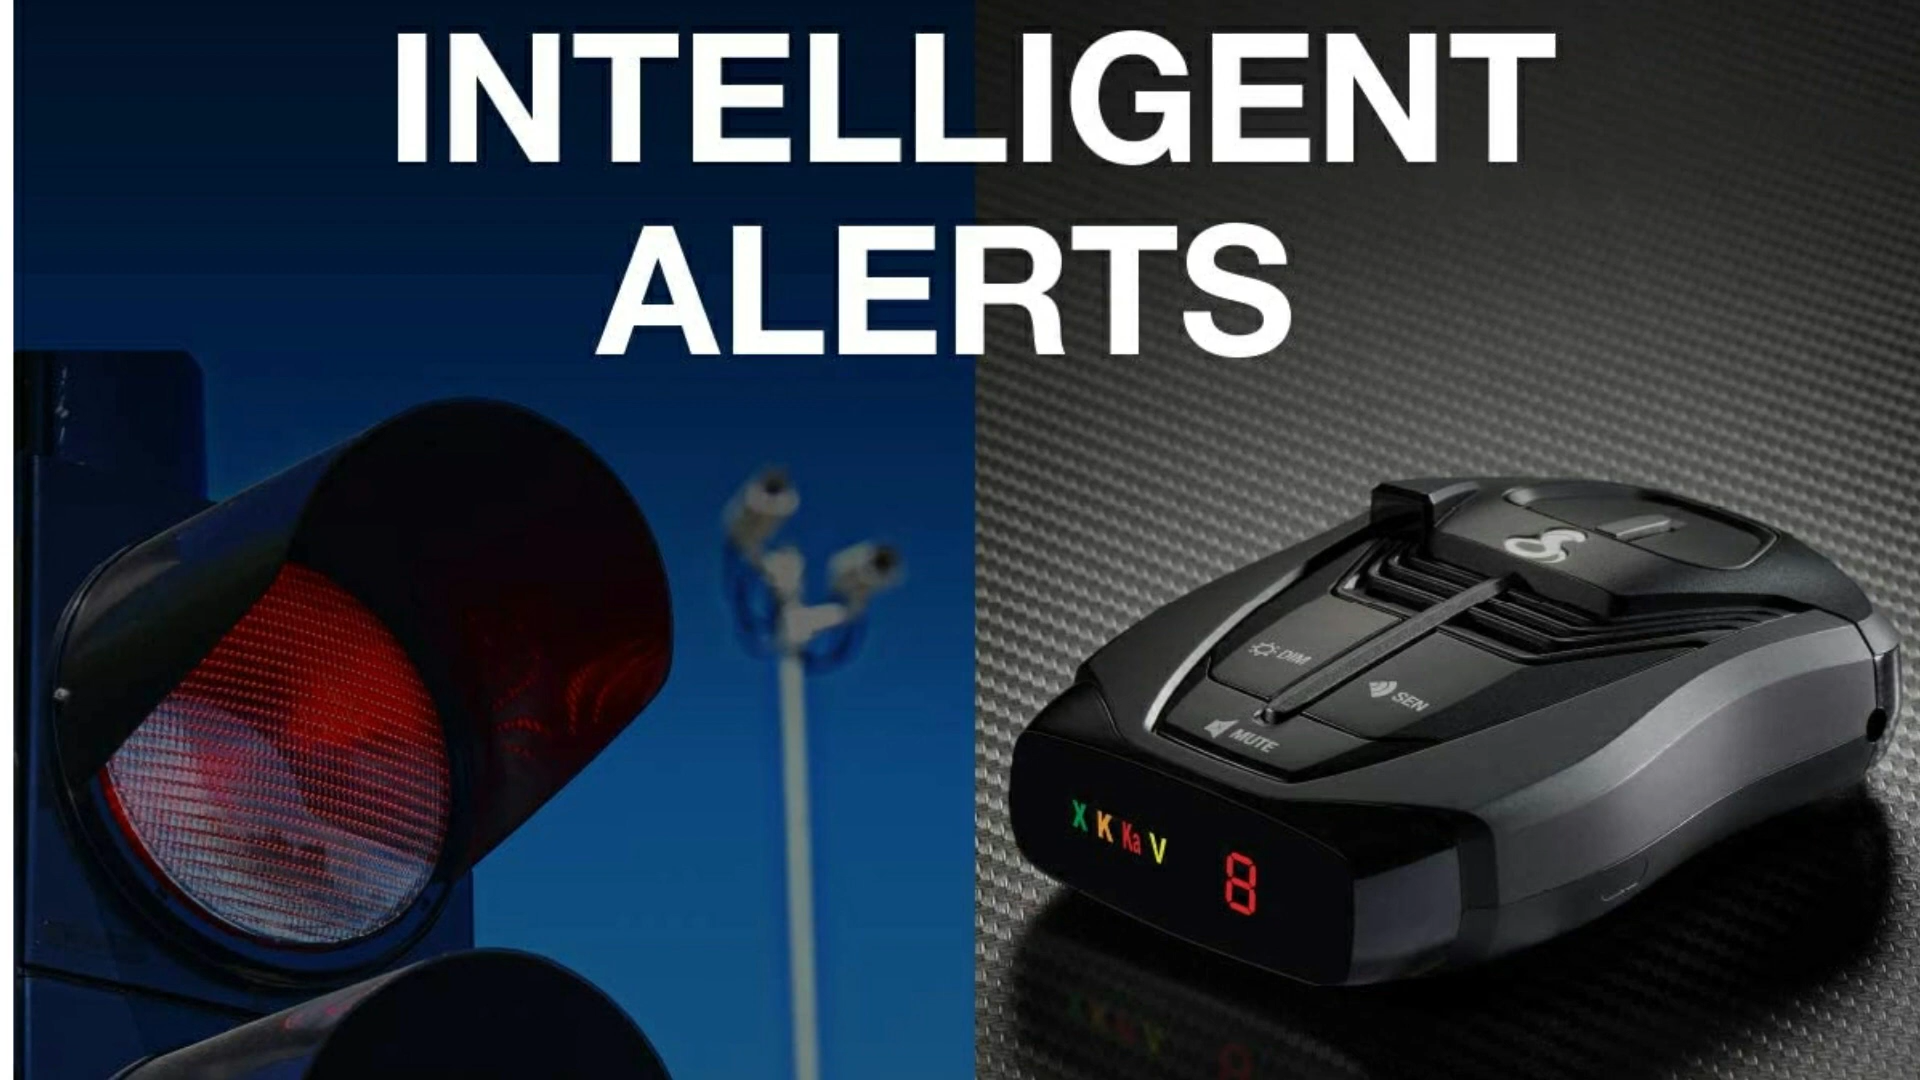 INTELLIGENT
ALERTS
DIM
SEN
MUTE
X K Ka V
8